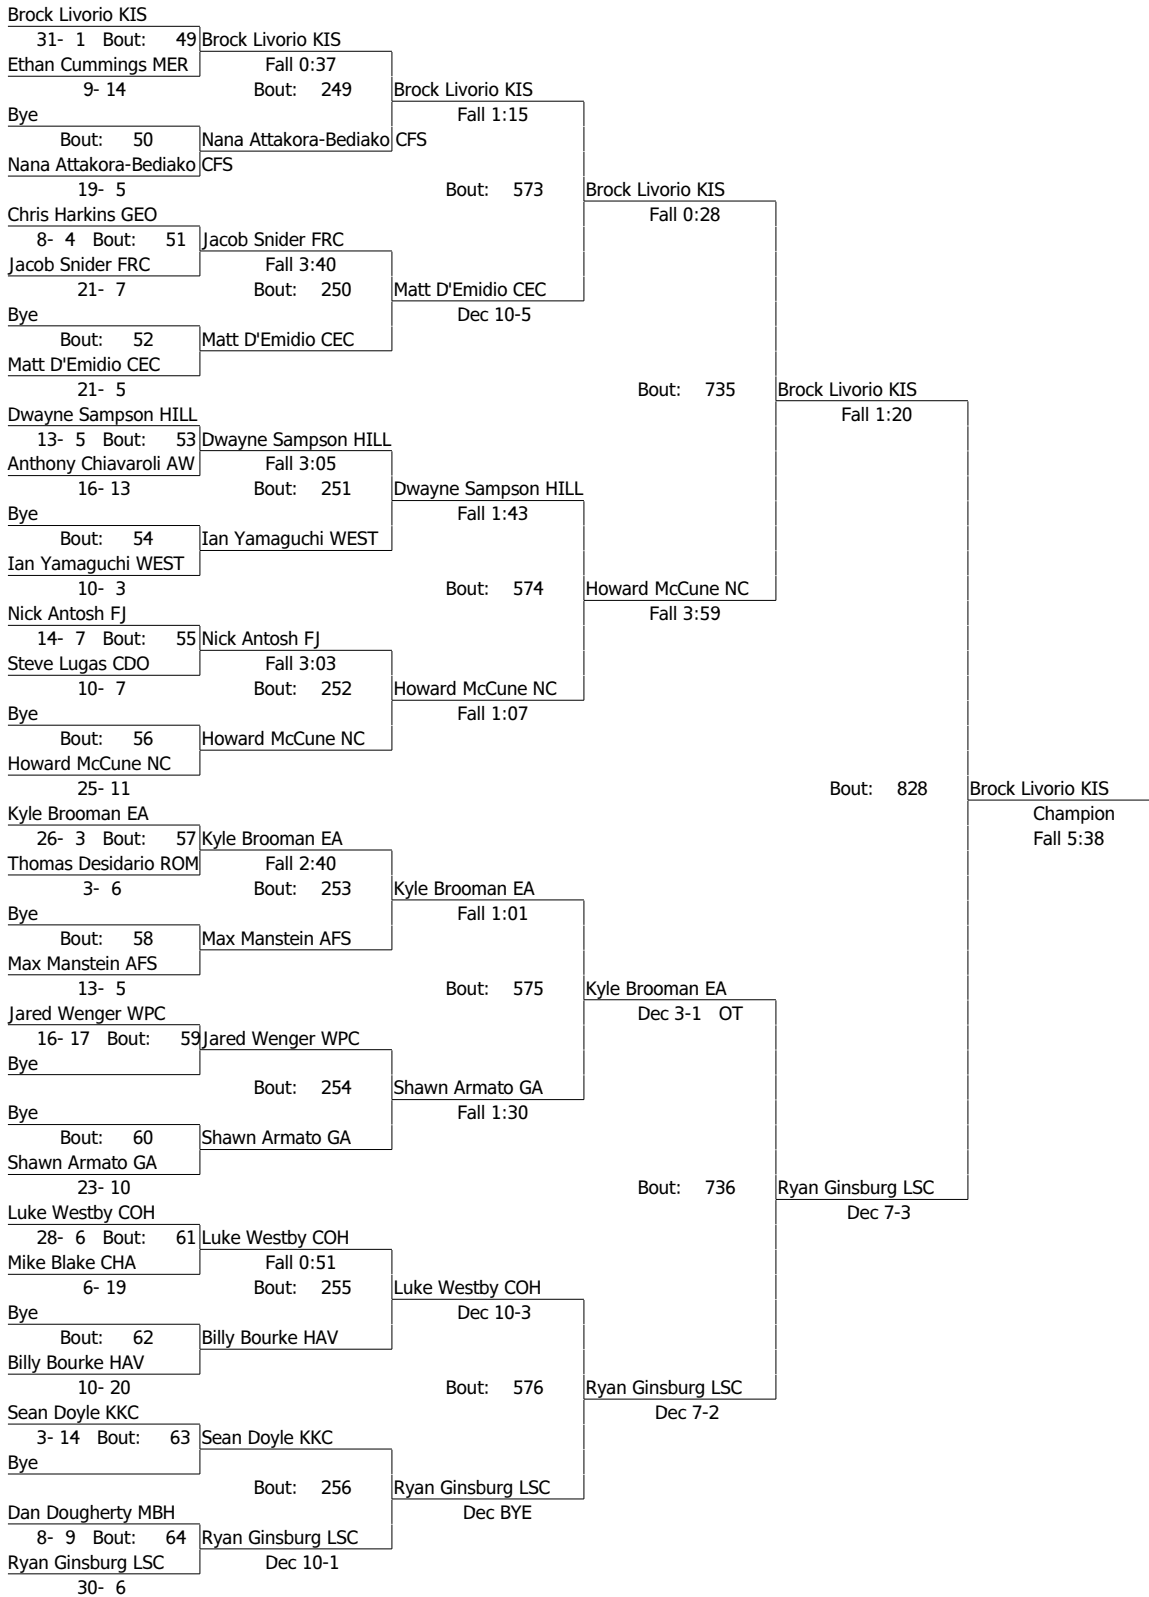 Brock Livorio KIS
31- 1 Bout: 49 Brock Livorio KIS
Ethan Cummings MER Fall 0:37
9- 14 Bout: 249 Brock Livorio KIS
Bye Fall 1:15
Bout: 50 Nana Attakora-Bediako CFS
Nana Attakora-Bediako CFS
19- 5 Bout: 573 Brock Livorio KIS
Chris Harkins GEO Fall 0:28
8- 4 Bout: 51 Jacob Snider FRC
Jacob Snider FRC Fall 3:40
21- 7 Bout: 250 Matt D'Emidio CEC
Bye Dec 10-5
Bout: 52 Matt D'Emidio CEC
Matt D'Emidio CEC
21- 5 Bout: 735 Brock Livorio KIS
Dwayne Sampson HILL Fall 1:20
13- 5 Bout: 53 Dwayne Sampson HILL
Anthony Chiavaroli AW Fall 3:05
16- 13 Bout: 251 Dwayne Sampson HILL
Bye Fall 1:43
Bout: 54 Ian Yamaguchi WEST
Ian Yamaguchi WEST
10- 3 Bout: 574 Howard McCune NC
Nick Antosh FJ Fall 3:59
14- 7 Bout: 55 Nick Antosh FJ
Steve Lugas CDO Fall 3:03
10- 7 Bout: 252 Howard McCune NC
Bye Fall 1:07
Bout: 56 Howard McCune NC
Howard McCune NC
25- 11 Bout: 828 Brock Livorio KIS
Kyle Brooman EA Champion
26- 3 Bout: 57 Kyle Brooman EA Fall 5:38
Thomas Desidario ROM Fall 2:40
3- 6 Bout: 253 Kyle Brooman EA
Bye Fall 1:01
Bout: 58 Max Manstein AFS
Max Manstein AFS
13- 5 Bout: 575 Kyle Brooman EA
Jared Wenger WPC Dec 3-1 OT
16- 17 Bout: 59 Jared Wenger WPC
Bye
Bout: 254 Shawn Armato GA
Bye Fall 1:30
Bout: 60 Shawn Armato GA
Shawn Armato GA
23- 10 Bout: 736 Ryan Ginsburg LSC
Luke Westby COH Dec 7-3
28- 6 Bout: 61 Luke Westby COH
Mike Blake CHA Fall 0:51
6- 19 Bout: 255 Luke Westby COH
Bye Dec 10-3
Bout: 62 Billy Bourke HAV
Billy Bourke HAV
10- 20 Bout: 576 Ryan Ginsburg LSC
Sean Doyle KKC Dec 7-2
3- 14 Bout: 63 Sean Doyle KKC
Bye
Bout: 256 Ryan Ginsburg LSC
Dan Dougherty MBH Dec BYE
8- 9 Bout: 64 Ryan Ginsburg LSC
Ryan Ginsburg LSC Dec 10-1
30- 6